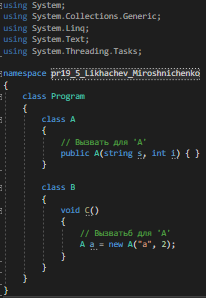 using System;
using System.Collections.Generic;
using System.Linq;
using System.Text;
using System.Threading.Tasks;
namespace pr19_5_Likhachev_Miroshnichenko
{
class Program
{
class A
{
// Вызвать для 'A'
public A(string s, int i) { }
}
class B
{
void C()
{
// Вызватьб для 'A'
A a = new A("a", 2);
}
}
}
}